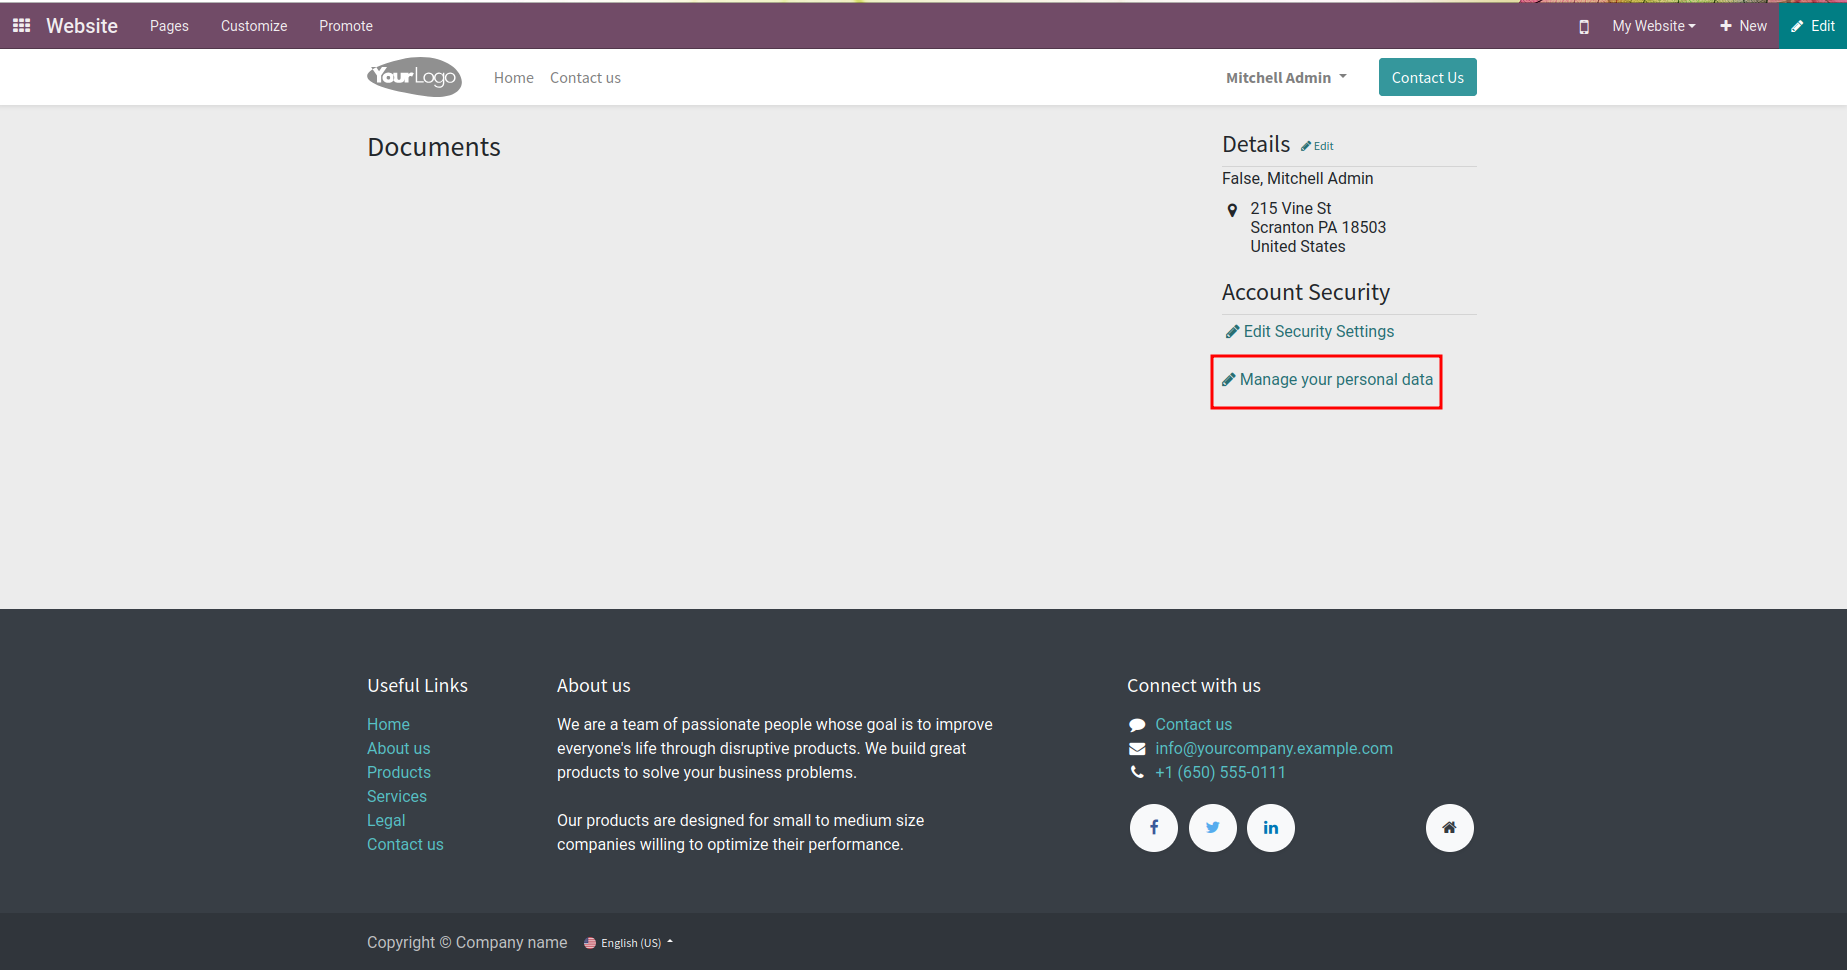 Website Pages Customize Promote My Website New Edit
YourLogo Home Contact us Mitchell Admin Contact Us
Documents
Details Edit
False, Mitchell Admin
215 Vine St
Scranton PA 18503
United States
Account Security
Edit Security Settings
Manage your personal data
Useful Links
Home
About us
Products
Services
Legal
Contact us
About us
We are a team of passionate people whose goal is to improve
everyone's life through disruptive products. We build great
products to solve your business problems.
Our products are designed for small to medium size
companies willing to optimize their performance.
Connect with us
Contact us
info@yourcompany.example.com
+1 (650) 555-0111
Copyright © Company name English (US)